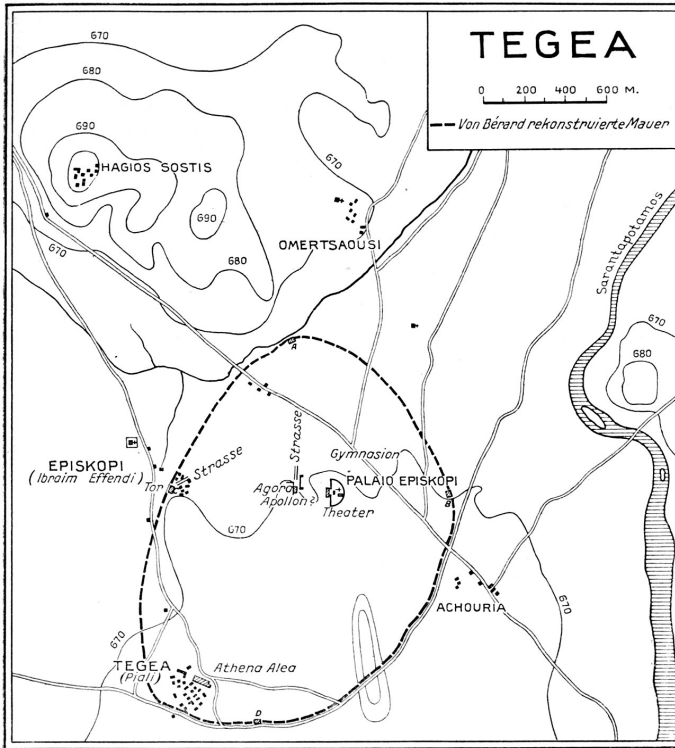 TEGEA
0 200 400 600 M.
Von Bérard rekonstruierte Mauer
670
680
690
HAGIOS SOSTIS
690
680
670
670
OMERTSAOUSI
Sarantapotamos
670
680
A
EPISKOPI
(Ibraim Effendi)
Tor
Strasse
Strasse
Gymnasion
Agora
Apollon?
PALAIO EPISKOPI
Theater
B
670
ACHOURIA
670
670
TEGEA
(Piali)
Athena Alea
D